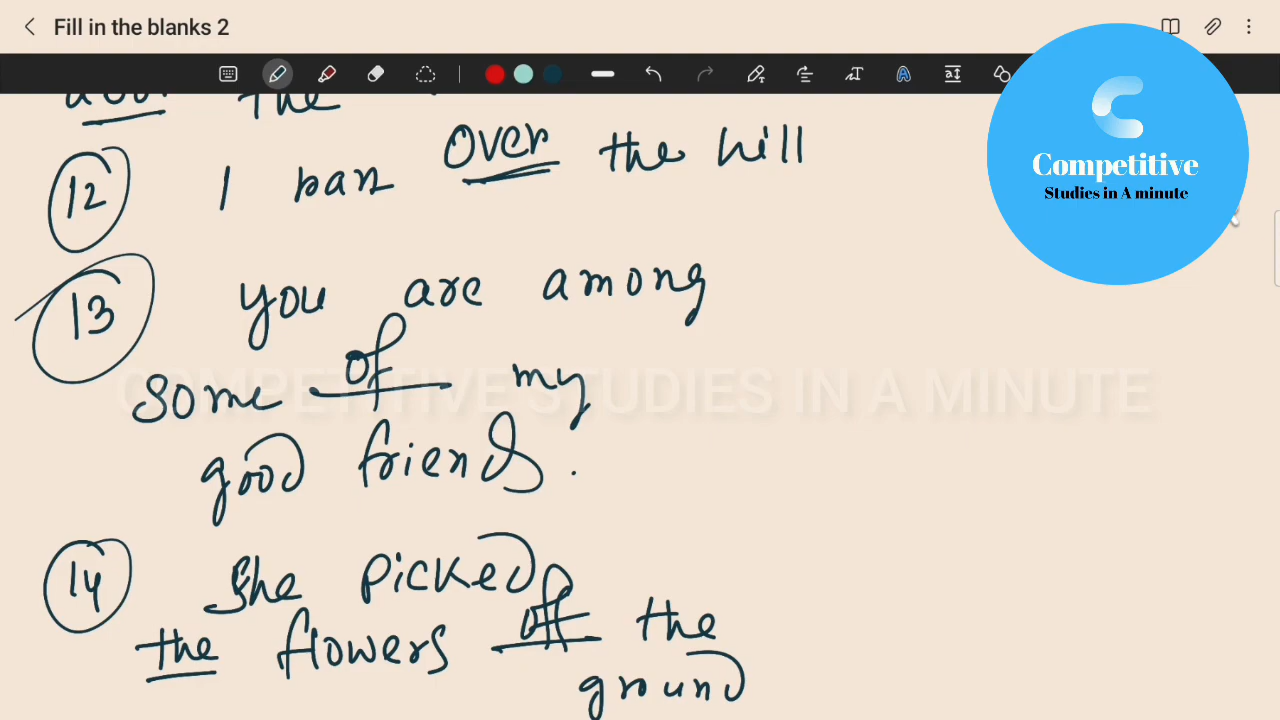 Fill in the blanks 2
Competitive
Studies in A minute
the
12 I ran over the hill
13 you are among
some of my
COMPETITIVE STUDIES IN A MINUTE
good friends.
14 She picked
the flowers off the
ground